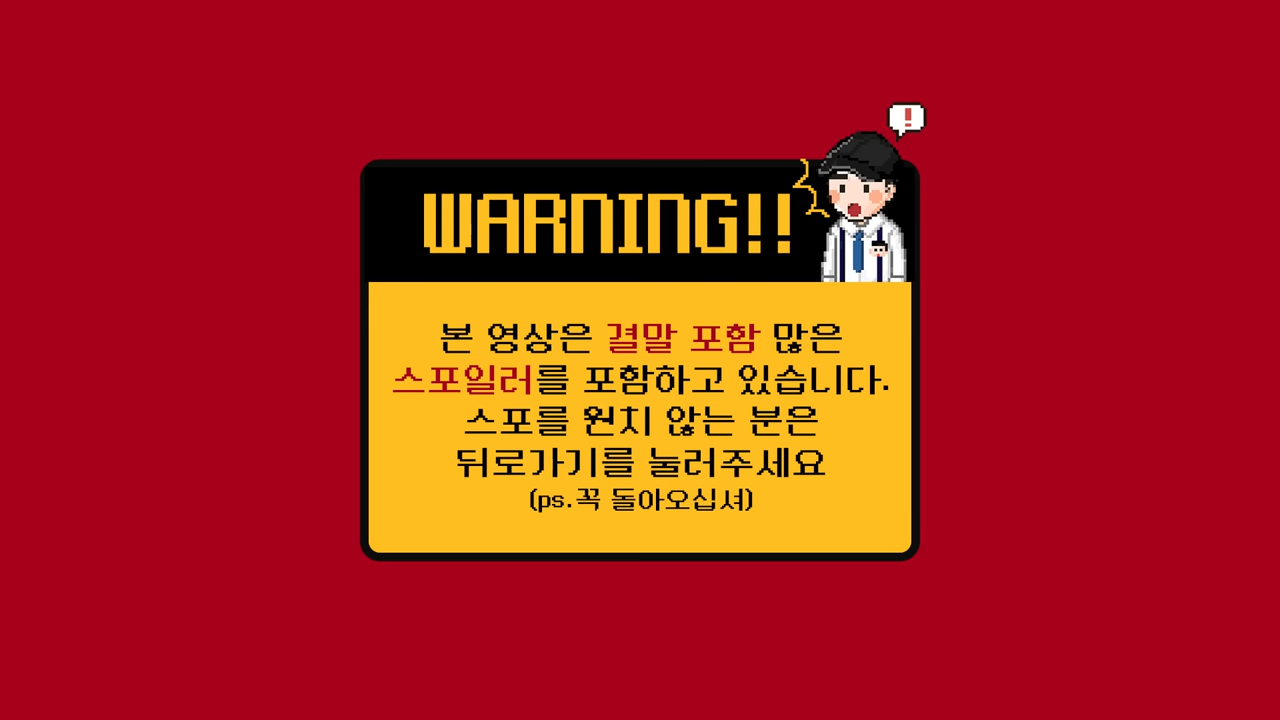 !
WARNING!!
본 영상은 결말 포함 많은
스포일러를 포함하고 있습니다.
스포를 원치 않는 분은
뒤로가기를 눌러주세요
(ps.꼭 돌아오십셔)